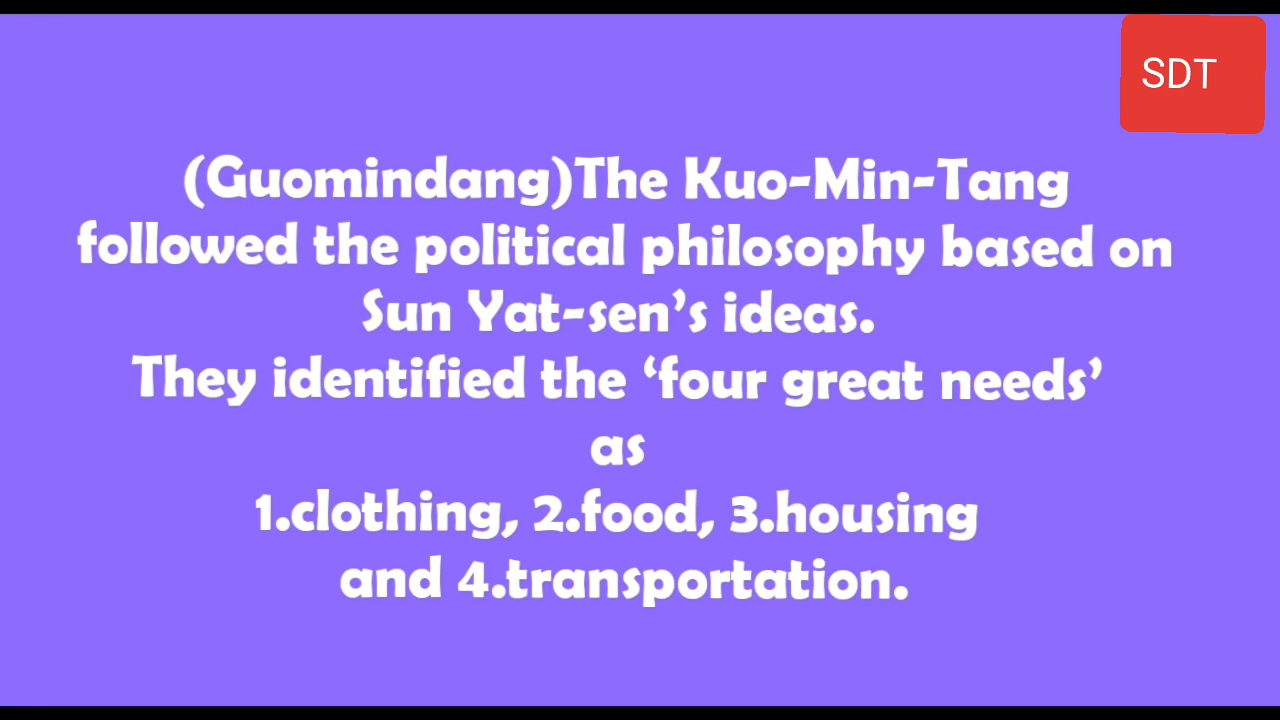 SDT
(Guomindang)The Kuo-Min-Tang
followed the political philosophy based on
Sun Yat-sen’s ideas.
They identified the ‘four great needs’
as
1.clothing, 2.food, 3.housing
and 4.transportation.